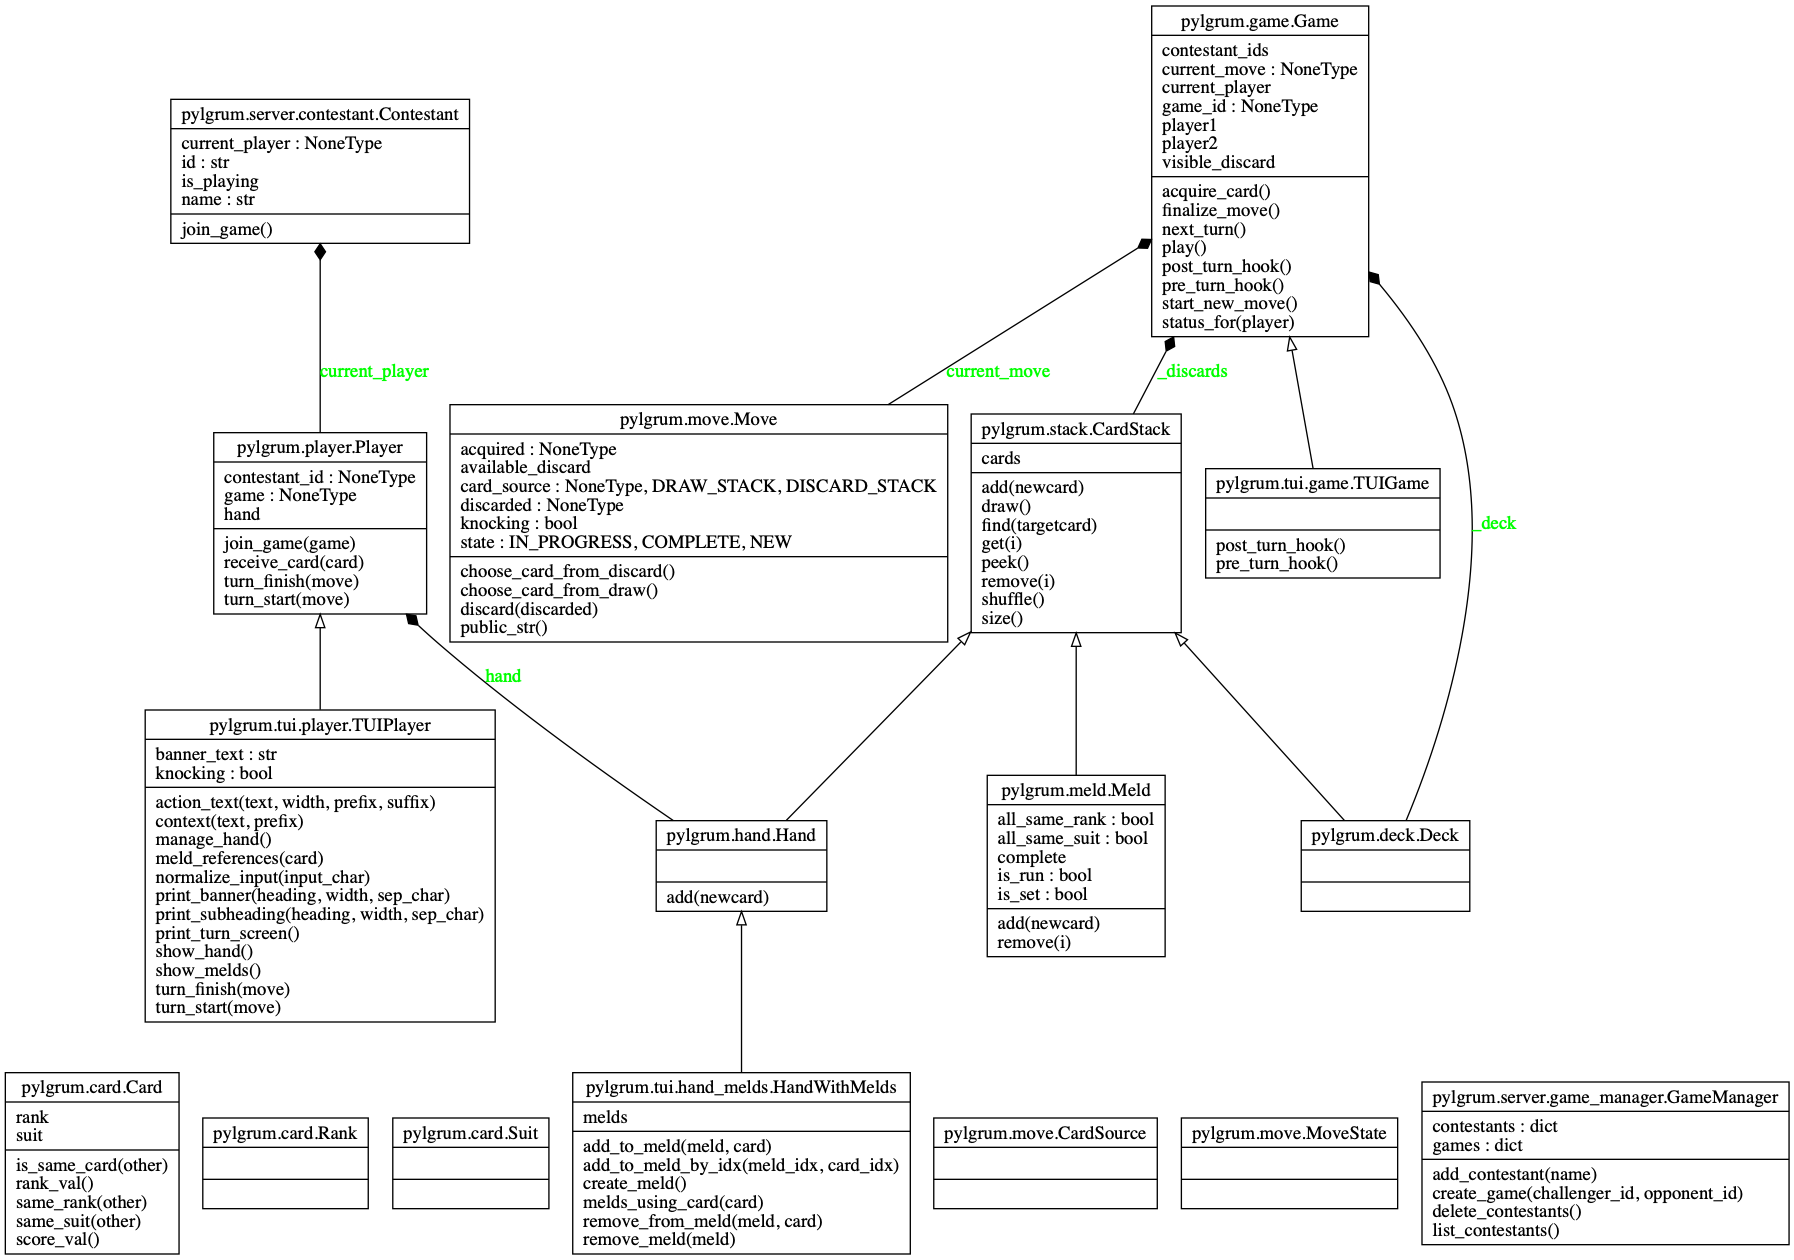 pylgrum.game.Game
contestant_ids
current_move : NoneType
current_player
game_id : NoneType
player1
player2
visible_discard
acquire_card()
finalize_move()
next_turn()
play()
post_turn_hook()
pre_turn_hook()
start_new_move()
status_for(player)
pylgrum.server.contestant.Contestant
current_player : NoneType
id : str
is_playing
name : str
join_game()
current_player
current_move
_discards
_deck
pylgrum.player.Player
contestant_id : NoneType
game : NoneType
hand
join_game(game)
receive_card(card)
turn_finish(move)
turn_start(move)
pylgrum.move.Move
acquired : NoneType
available_discard
card_source : NoneType, DRAW_STACK, DISCARD_STACK
discarded : NoneType
knocking : bool
state : IN_PROGRESS, COMPLETE, NEW
choose_card_from_discard()
choose_card_from_draw()
discard(discarded)
public_str()
pylgrum.stack.CardStack
cards
add(newcard)
draw()
find(targetcard)
get(i)
peek()
remove(i)
shuffle()
size()
pylgrum.tui.game.TUIGame
post_turn_hook()
pre_turn_hook()
hand
pylgrum.tui.player.TUIPlayer
banner_text : str
knocking : bool
action_text(text, width, prefix, suffix)
context(text, prefix)
manage_hand()
meld_references(card)
normalize_input(input_char)
print_banner(heading, width, sep_char)
print_subheading(heading, width, sep_char)
print_turn_screen()
show_hand()
show_melds()
turn_finish(move)
turn_start(move)
pylgrum.hand.Hand
add(newcard)
pylgrum.meld.Meld
all_same_rank : bool
all_same_suit : bool
complete
is_run : bool
is_set : bool
add(newcard)
remove(i)
pylgrum.deck.Deck
pylgrum.card.Card
rank
suit
is_same_card(other)
rank_val()
same_rank(other)
same_suit(other)
score_val()
pylgrum.card.Rank
pylgrum.card.Suit
pylgrum.tui.hand_melds.HandWithMelds
melds
add_to_meld(meld, card)
add_to_meld_by_idx(meld_idx, card_idx)
create_meld()
melds_using_card(card)
remove_from_meld(meld, card)
remove_meld(meld)
pylgrum.move.CardSource
pylgrum.move.MoveState
pylgrum.server.game_manager.GameManager
contestants : dict
games : dict
add_contestant(name)
create_game(challenger_id, opponent_id)
delete_contestants()
list_contestants()